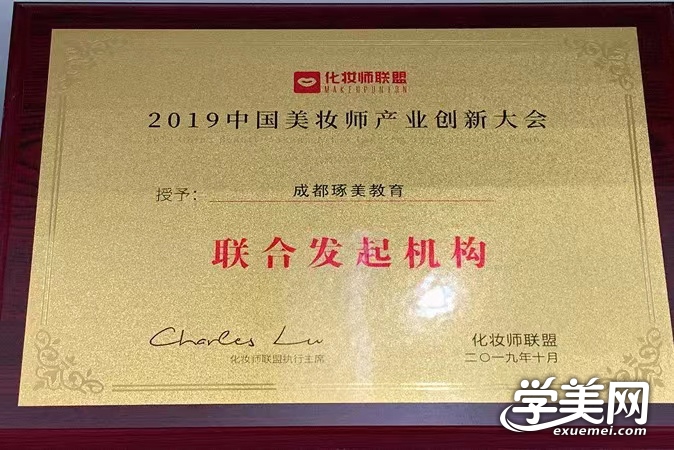 化妆师联盟
MAKEUPUNION
2019中国美妆师产业创新大会
授予: 成都琢美教育
联合发起机构
Charles Lu
化妆师联盟执行主席
化妆师联盟
二〇一九年十月
学美网
exuemei.com